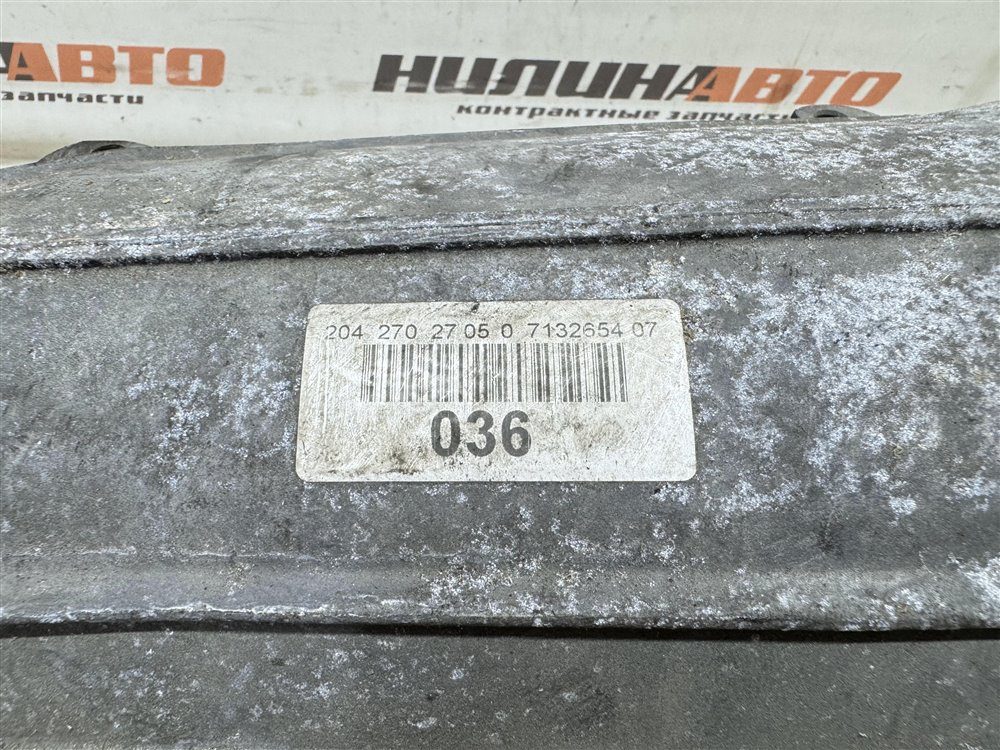 АВТО
запчасти
НИЛИНААВТО
контрактные запчасти
204 270 27 05 0 7132654 07
036